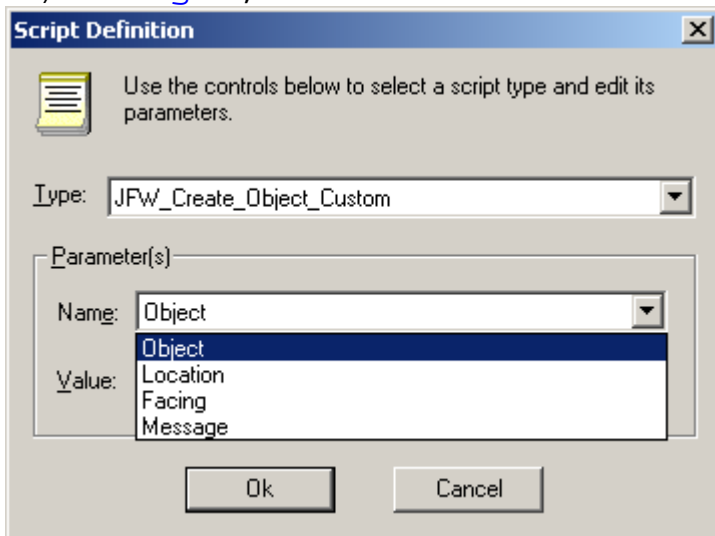 Script Definition
Use the controls below to select a script type and edit its
parameters.
Type: JFW_Create_Object_Custom
Parameter(s)
Name: Object
Object
Value:
Location
Facing
Message
Ok
Cancel